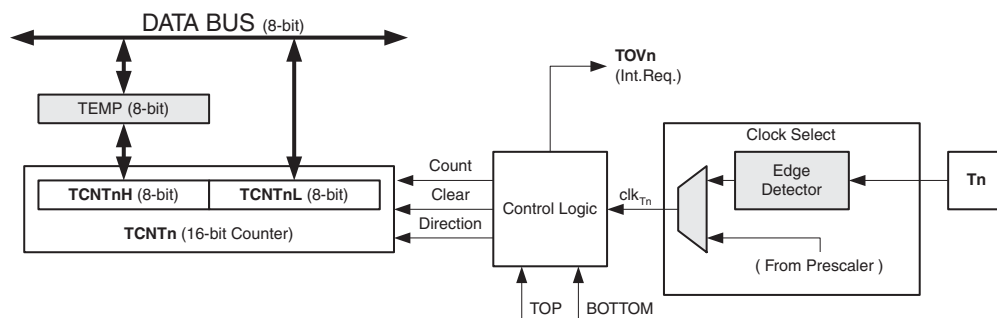 DATA BUS (8-bit)
TOVn
(Int.Req.)
TEMP (8-bit)
Clock Select
Count
Edge
Detector
Tn
TCNTnH (8-bit)
TCNTnL (8-bit)
Clear
Control Logic
clkTn
TCNTn (16-bit Counter)
Direction
( From Prescaler )
TOP
BOTTOM